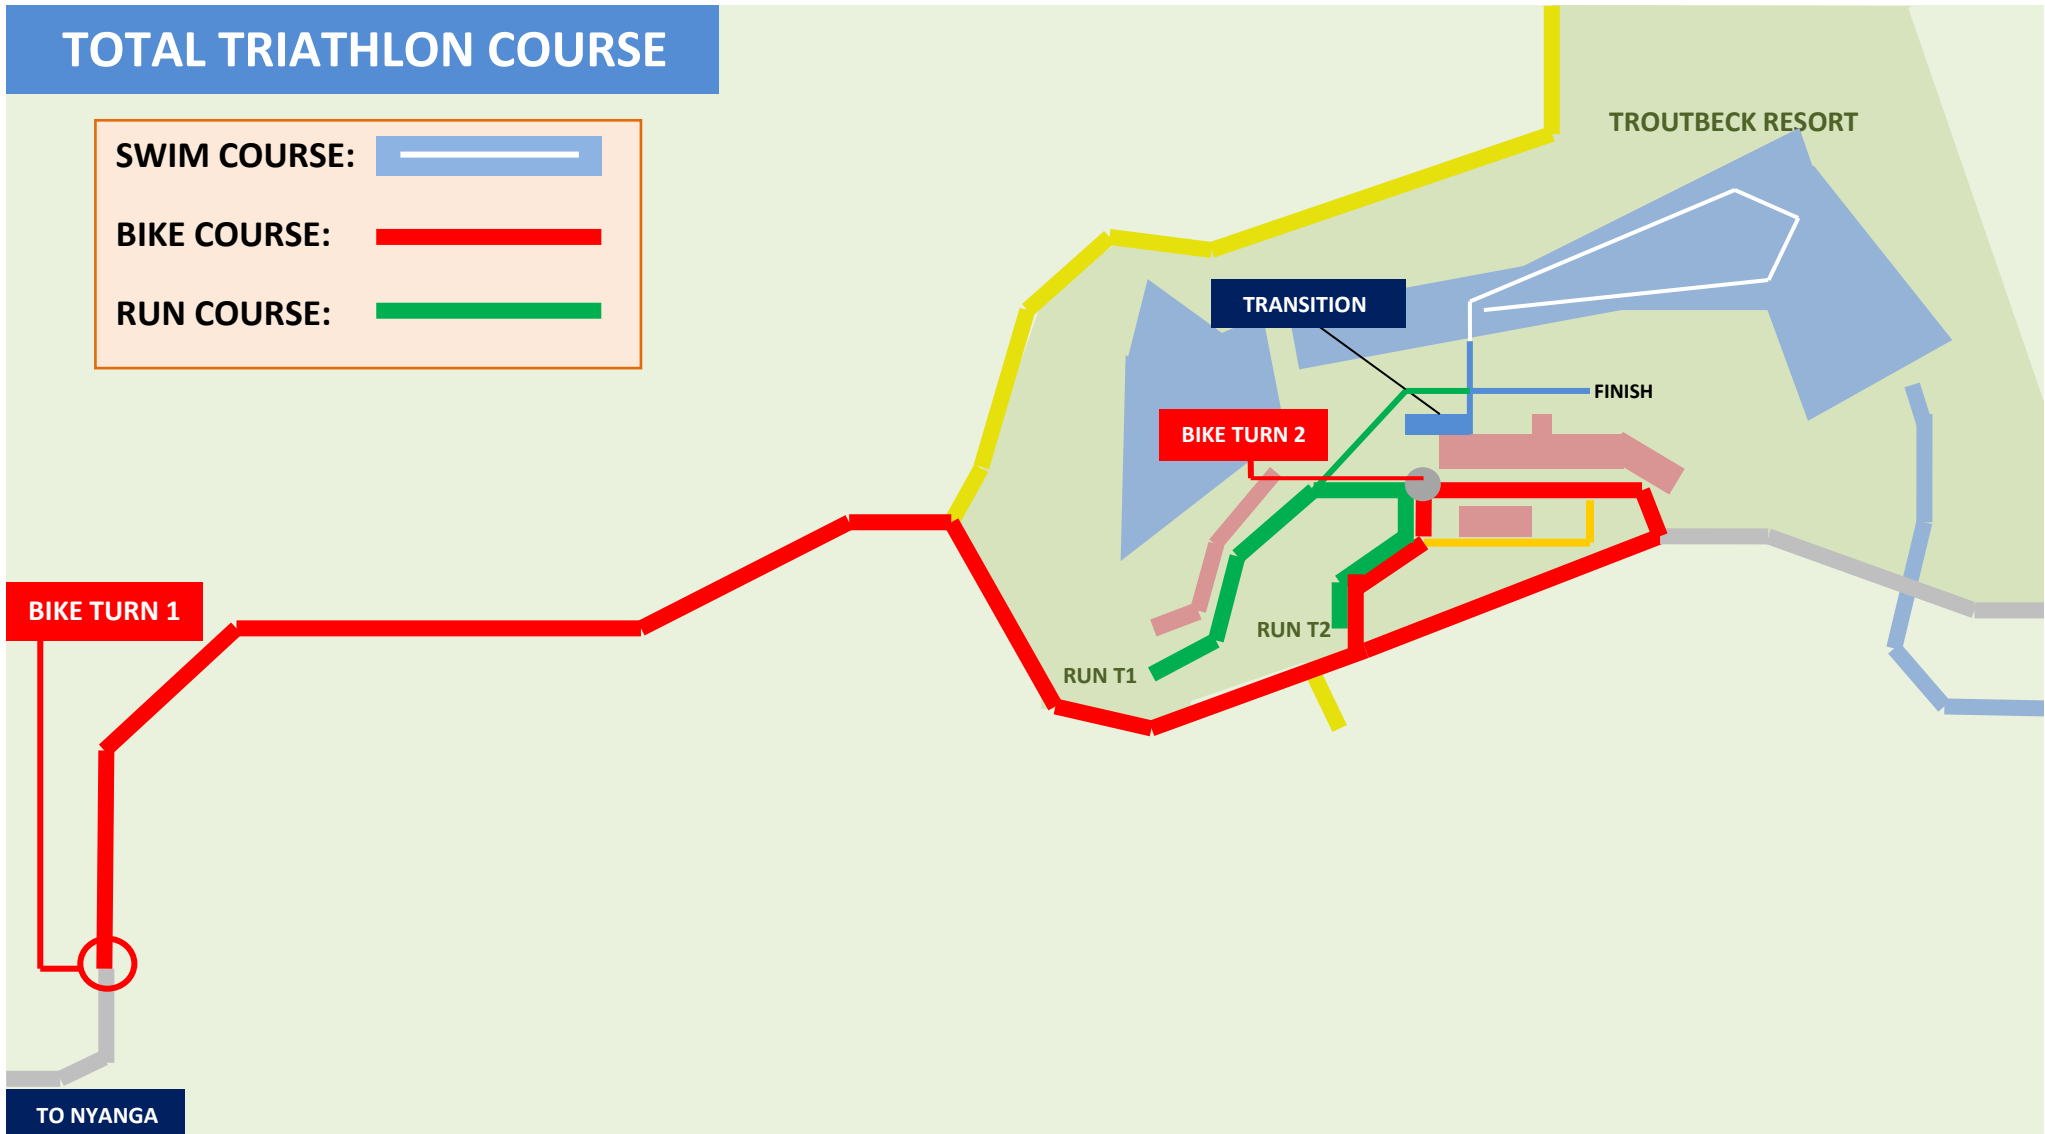 TOTAL TRIATHLON COURSE
SWIM COURSE:
BIKE COURSE:
RUN COURSE:
TROUTBECK RESORT
TRANSITION
FINISH
BIKE TURN 2
BIKE TURN 1
RUN T2
RUN T1
TO NYANGA